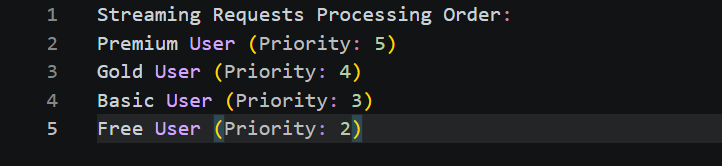 1 Streaming Requests Processing Order:
2 Premium User (Priority: 5)
3 Gold User (Priority: 4)
4 Basic User (Priority: 3)
5 Free User (Priority: 2)